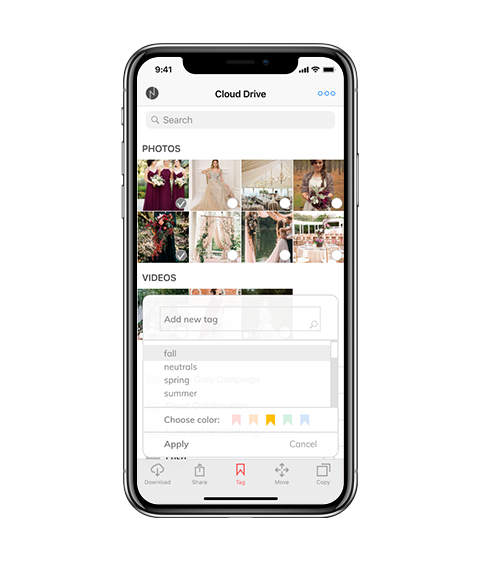 9:41
Cloud Drive
Search
PHOTOS
VIDEOS
Add new tag
fall
neutrals
spring
summer
Choose color:
Apply Cancel
Download Share Tag Move Copy